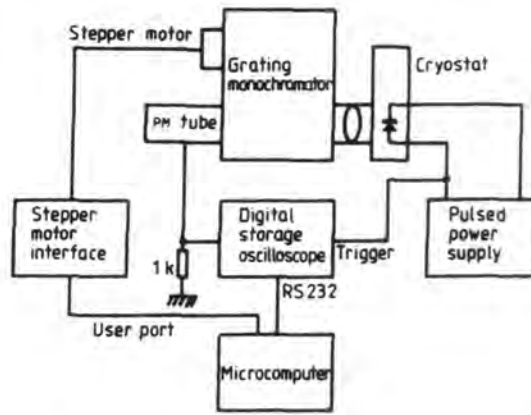 Stepper motor
Grating
monochromator
Cryostat
PM tube
Stepper
motor
interface
Digital
storage
oscilloscope
Trigger
Pulsed
power
supply
1k
RS232
User port
Microcomputer